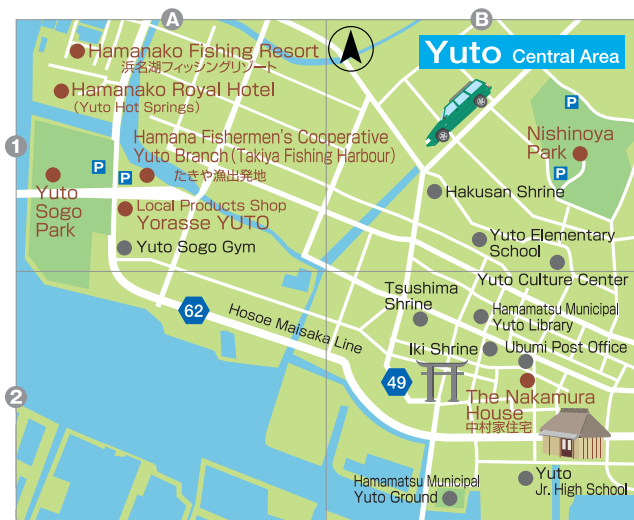 A
B
Yuto Central Area
Hamanako Fishing Resort
浜名湖フィッシングリゾート
Hamanako Royal Hotel
(Yuto Hot Springs)
P
1
Hamana Fishermen's Cooperative
Yuto Branch(Takiya Fishing Harbour)
たきや漁出発地
Nishinoya
Park
P
P
P
Yuto
Sogo
Park
Hakusan Shrine
Local Products Shop
Yorasse YUTO
Yuto Sogo Gym
Yuto Elementary
School
Yuto Culture Center
Tsushima
Shrine
Hamamatsu Municipal
Yuto Library
62
Hosoe Maisaka Line
Iki Shrine
Ubumi Post Office
49
2
The Nakamura
House
中村家住宅
Hamamatsu Municipal
Yuto Ground
Yuto
Jr. High School